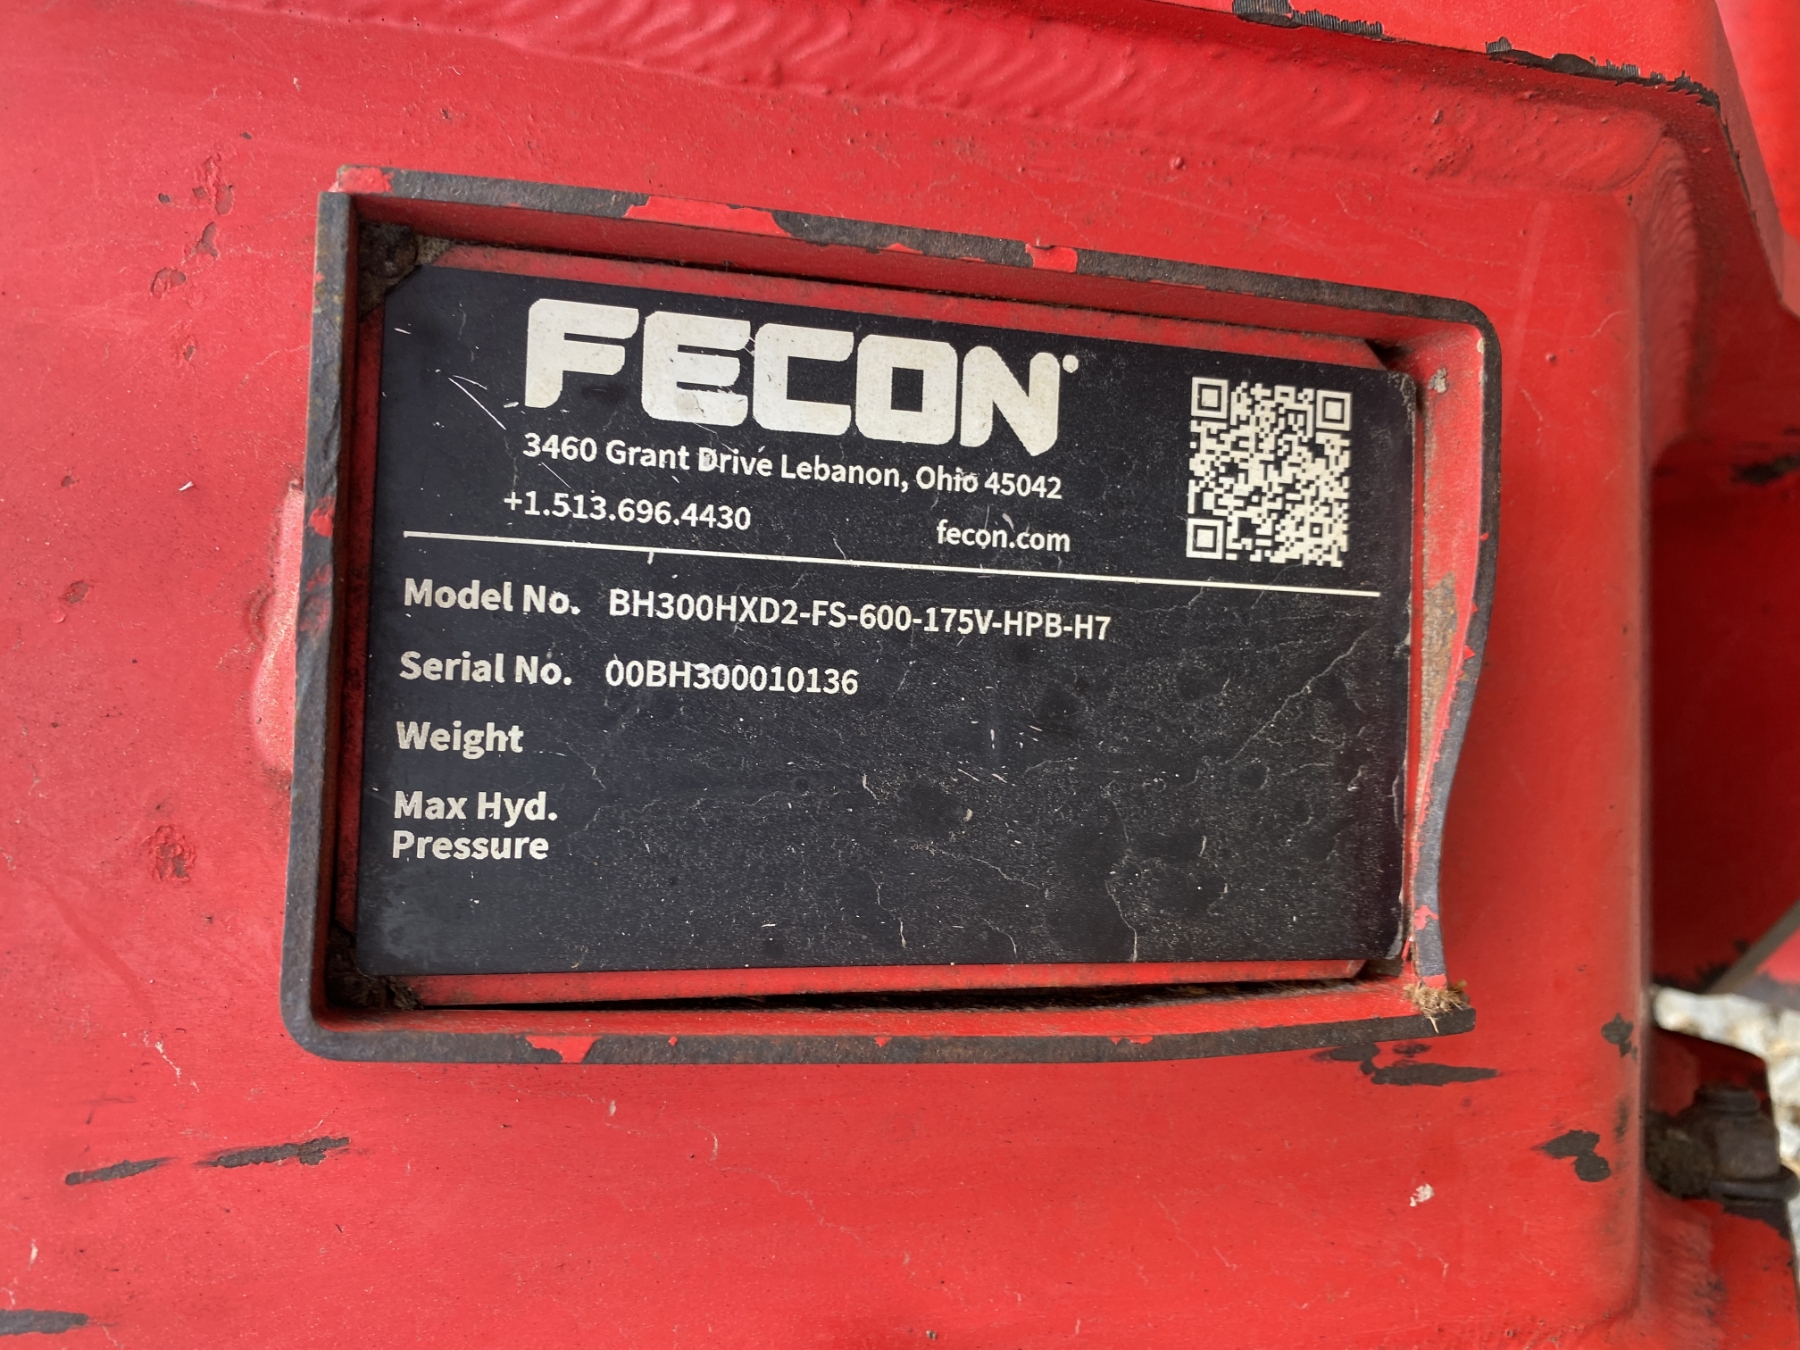 FECON
3460 Grant Drive Lebanon, Ohio 45042
+1.513.696.4430 fecon.com
Model No. BH300HXD2-FS-600-175V-HPB-H7
Serial No. 00BH300010136
Weight
Max Hyd.
Pressure